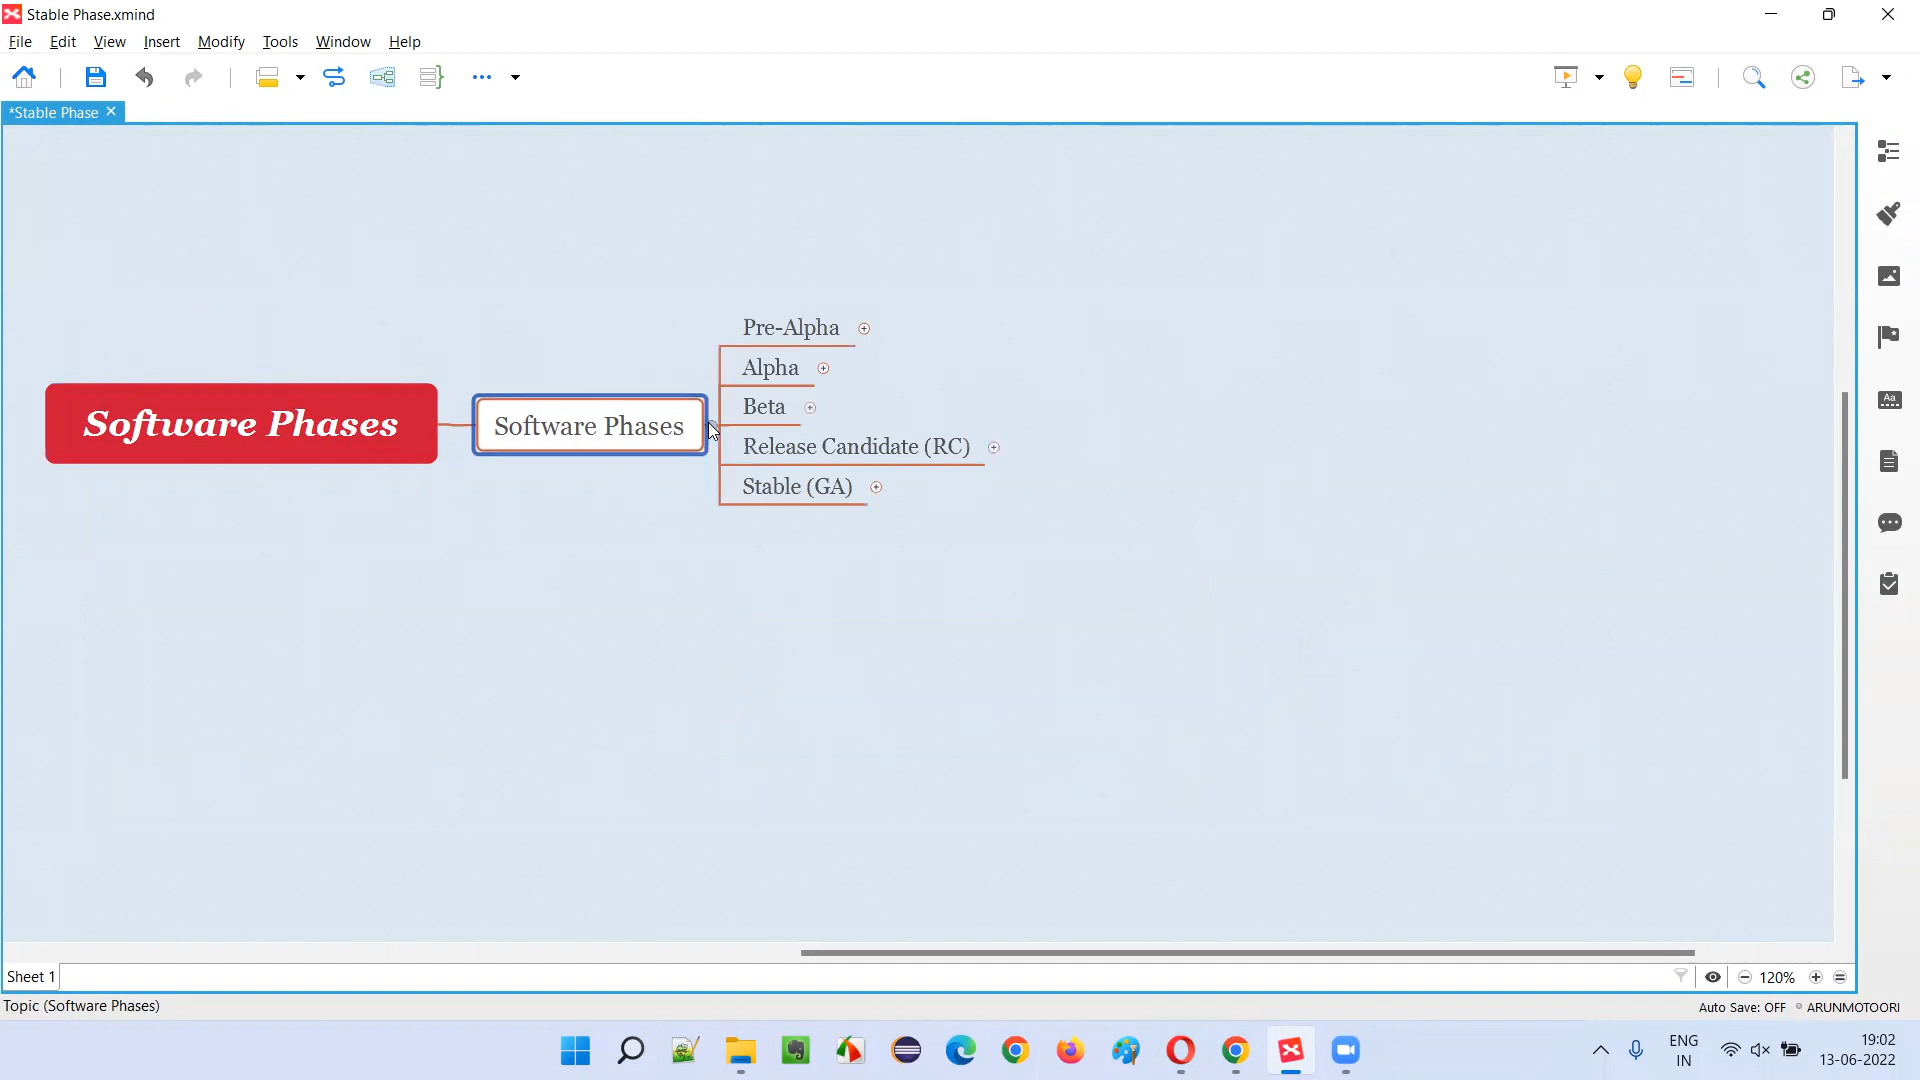 Stable Phase.xmind
File Edit View Insert Modify Tools Window Help
*Stable Phase
Software Phases
Software Phases
Pre-Alpha
Alpha
Beta
Release Candidate (RC)
Stable (GA)
Aa
Sheet 1
120%
Topic (Software Phases)
Auto Save: OFF ARUNMOTOORI
ENG
IN
19:02
13-06-2022